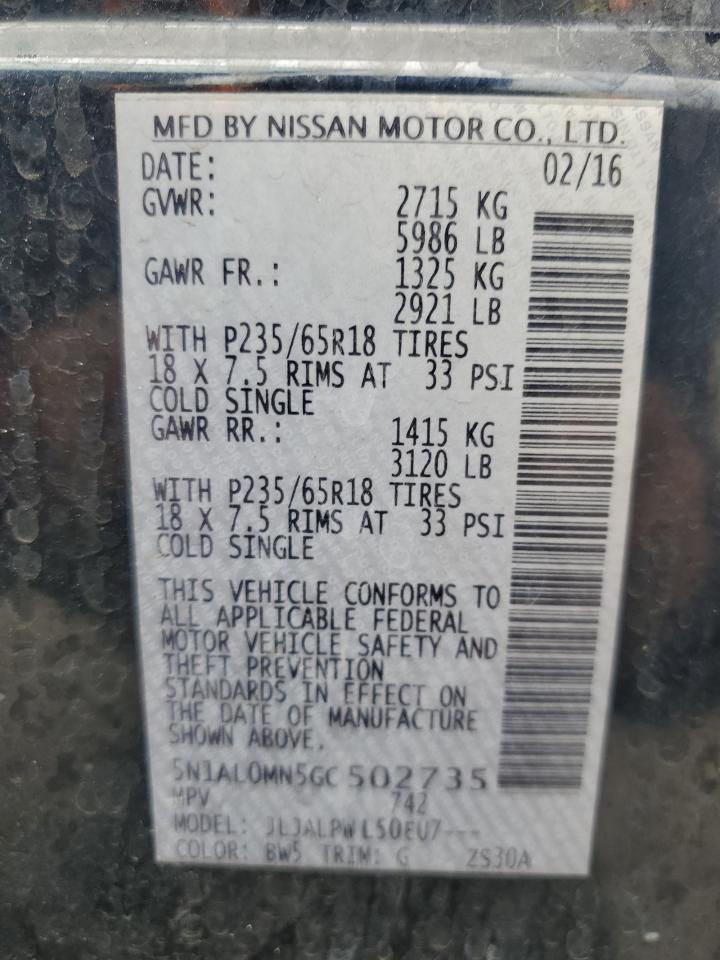 MFD BY NISSAN MOTOR CO., LTD.
DATE: 02/16
GVWR: 2715 KG
5986 LB
GAWR FR.: 1325 KG
2921 LB
WITH P235/65R18 TIRES
18 X 7.5 RIMS AT 33 PSI
COLD SINGLE
GAWR RR.: 1415 KG
3120 LB
WITH P235/65R18 TIRES
18 X 7.5 RIMS AT 33 PSI
COLD SINGLE
THIS VEHICLE CONFORMS TO
ALL APPLICABLE FEDERAL
MOTOR VEHICLE SAFETY AND
THEFT PREVENTION
STANDARDS IN EFFECT ON
THE DATE OF MANUFACTURE
SHOWN ABOVE.
5N1AL0MN5GC502735
MPV 742
MODEL: JLJALPWL50EU7---
COLOR: BW5 TRIM: G ZS30A